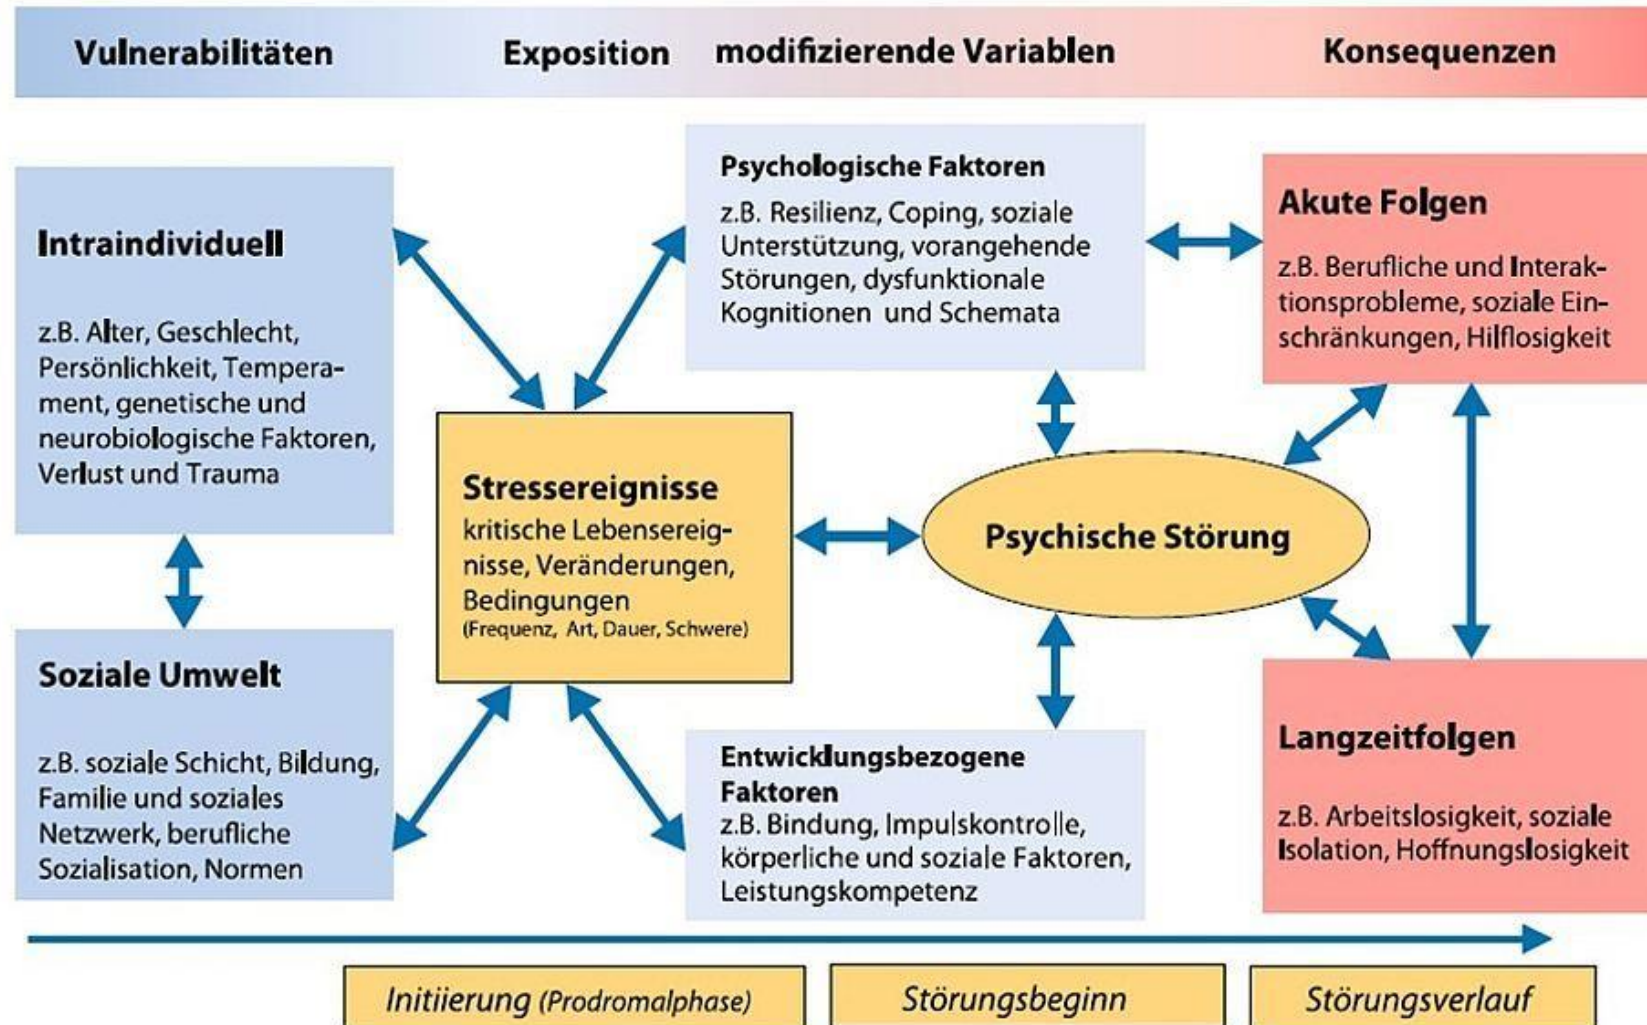 Vulnerabilitäten Exposition modifizierende Variablen Konsequenzen
Intraindividuell
z.B. Alter, Geschlecht,
Persönlichkeit, Tempera-
ment, genetische und
neurobiologische Faktoren,
Verlust und Trauma
Soziale Umwelt
z.B. soziale Schicht, Bildung,
Familie und soziales
Netzwerk, berufliche
Sozialisation, Normen
Stressereignisse
kritische Lebensereig-
nisse, Veränderungen,
Bedingungen
(Frequenz, Art, Dauer, Schwere)
Psychologische Faktoren
z.B. Resilienz, Coping, soziale
Unterstützung, vorangehende
Störungen, dysfunktionale
Kognitionen und Schemata
Psychische Störung
Entwicklungsbezogene
Faktoren
z.B. Bindung, Impulskontrolle,
körperliche und soziale Faktoren,
Leistungskompetenz
Akute Folgen
z.B. Berufliche und Interak-
tionsprobleme, soziale Ein-
schränkungen, Hilflosigkeit
Langzeitfolgen
z.B. Arbeitslosigkeit, soziale
Isolation, Hoffnungslosigkeit
Initiierung (Prodromalphase)
Störungsbeginn
Störungsverlauf